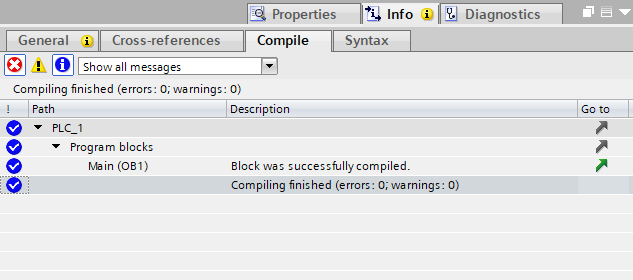 Properties Info Diagnostics
General Cross-references Compile Syntax
Show all messages
Compiling finished (errors: 0; warnings: 0)
! Path Description Go to
PLC_1
Program blocks
Main (OB1) Block was successfully compiled.
Compiling finished (errors: 0; warnings: 0)